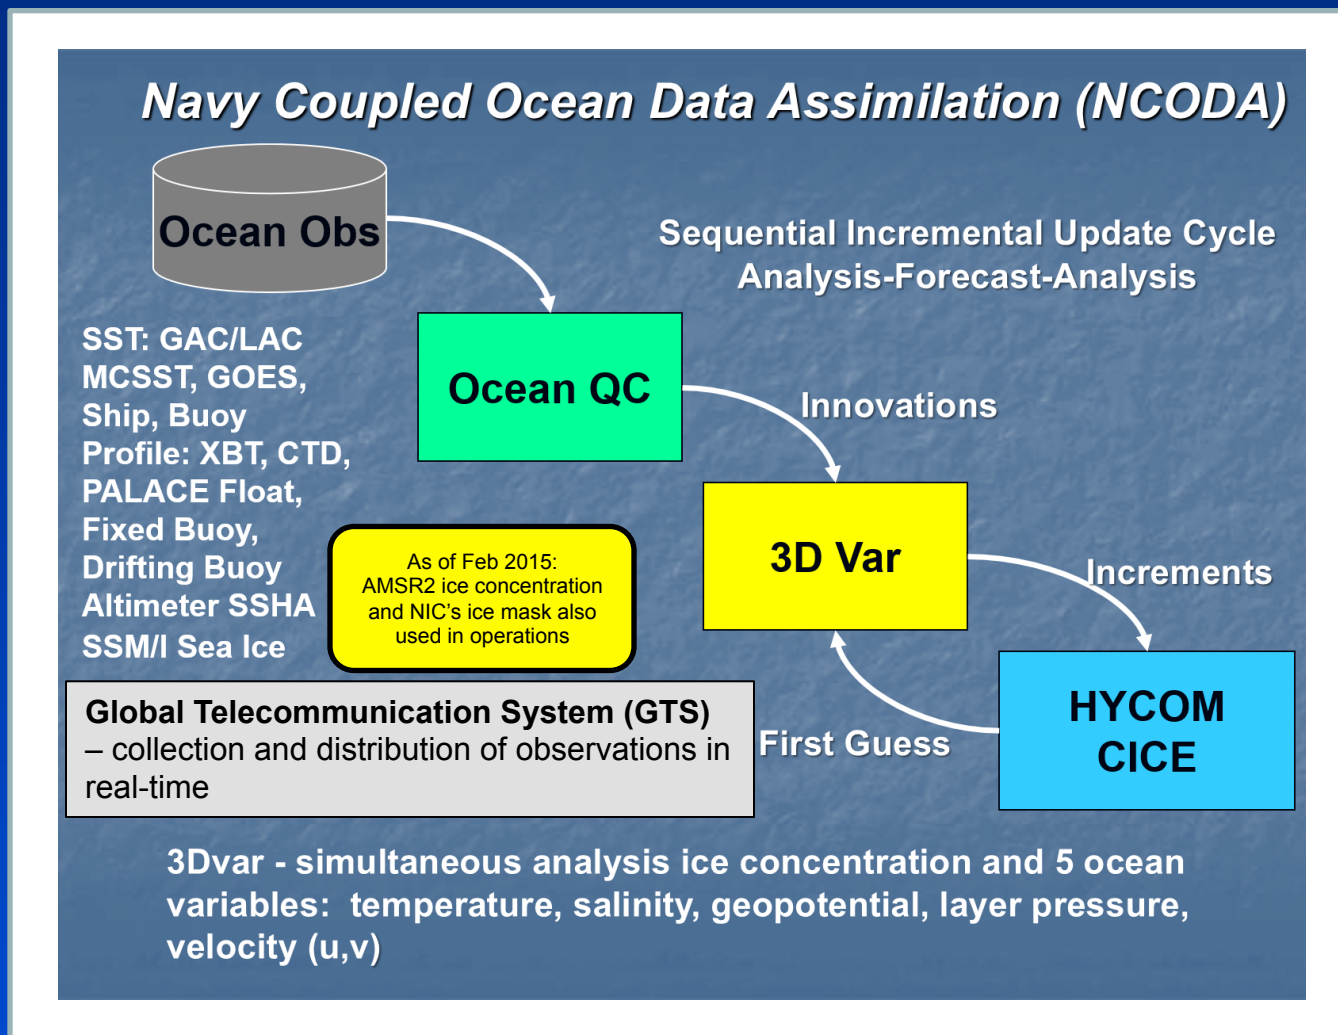 Navy Coupled Ocean Data Assimilation (NCODA)
Ocean Obs
Sequential Incremental Update Cycle
Analysis-Forecast-Analysis
SST: GAC/LAC
MCSST, GOES,
Ship, Buoy
Profile: XBT, CTD,
PALACE Float,
Fixed Buoy,
Drifting Buoy
Altimeter SSHA
SSM/I Sea Ice
Ocean QC
Innovations
3D Var
As of Feb 2015:
AMSR2 ice concentration
and NIC’s ice mask also
used in operations
Increments
HYCOM
CICE
First Guess
Global Telecommunication System (GTS)
– collection and distribution of observations in
real-time
3Dvar - simultaneous analysis ice concentration and 5 ocean
variables: temperature, salinity, geopotential, layer pressure,
velocity (u,v)